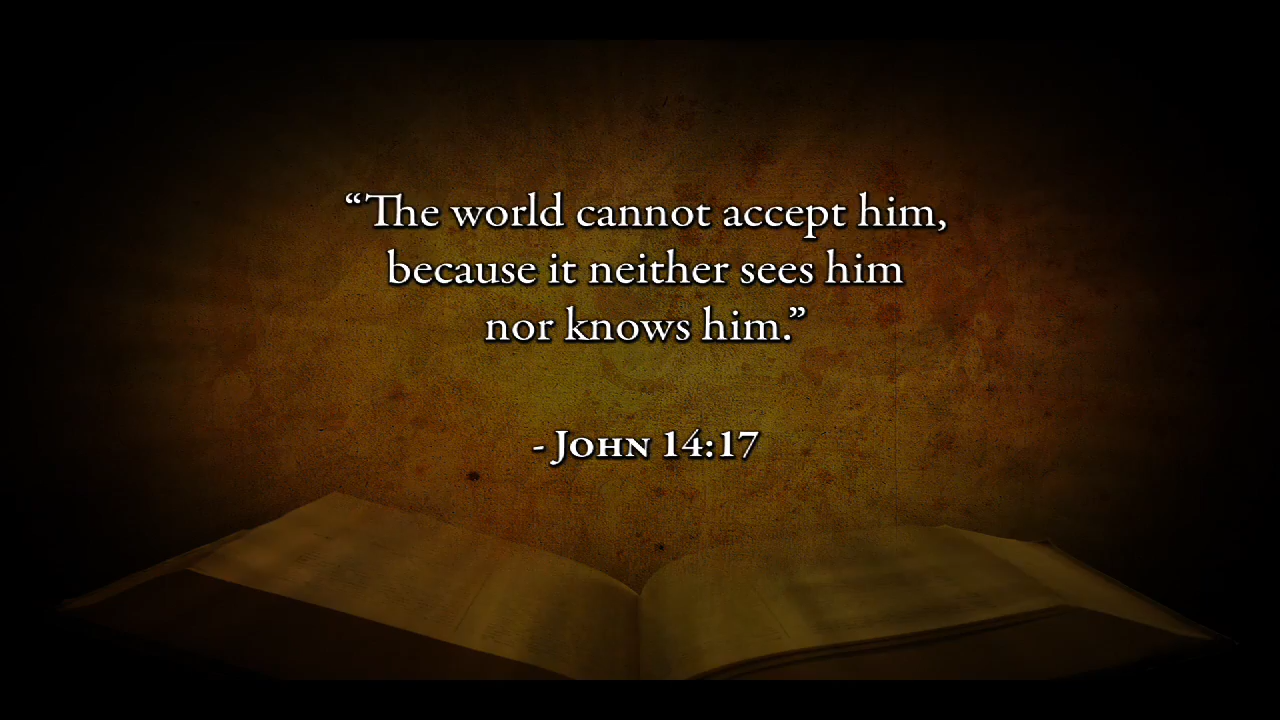 “The world cannot accept him,
because it neither sees him
nor knows him.”
- John 14:17